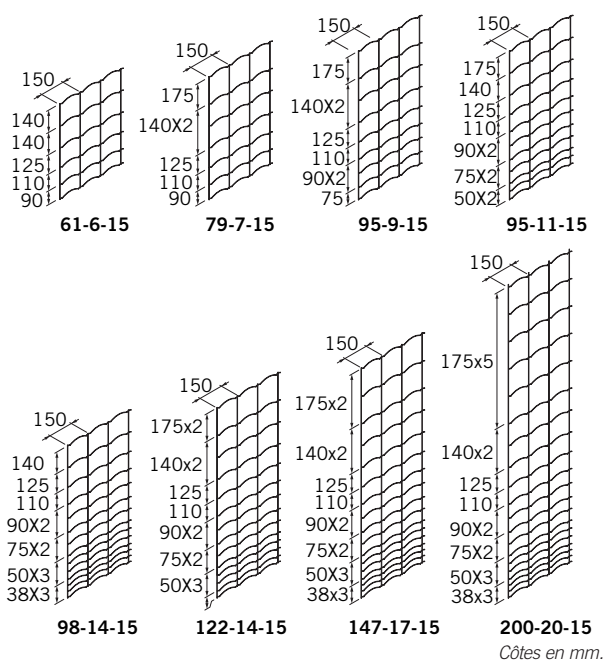 150
140
140
125
110
90
61-6-15
150
175
140X2
125
110
90
79-7-15
150
175
140X2
125
110
90X2
75
95-9-15
150
175
140
125
110
90X2
75X2
50X2
95-11-15
150
140
125
110
90X2
75X2
50X3
38X3
98-14-15
150
175x2
140x2
125
110
90X2
75X2
50X3
122-14-15
150
175x2
140x2
125
110
90X2
75X2
50X3
38x3
147-17-15
150
175x5
140x2
125
110
90X2
75X2
50X3
38x3
200-20-15
Côtes en mm.